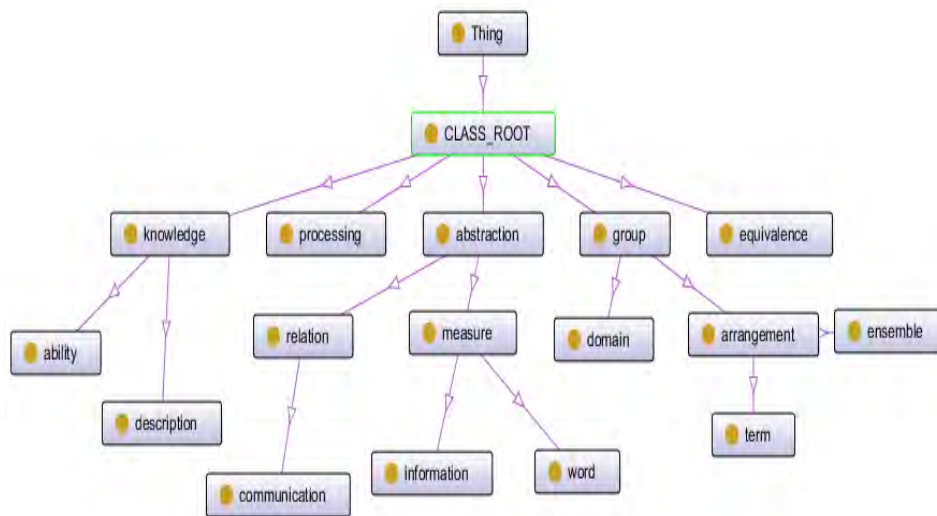 Thing
CLASS_ROOT
knowledge
processing
abstraction
group
equivalence
relation
measure
domain
arrangement
ensemble
ability
description
term
communication
information
word